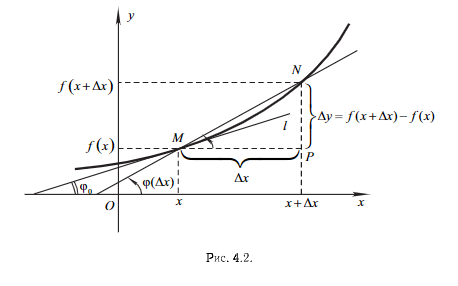 y
N
f(x+Δx)
l
Δy = f(x+Δx)−f(x)
M
f(x)
P
Δx
φ₀
φ(Δx)
O
x
x+Δx
x
Рис. 4.2.